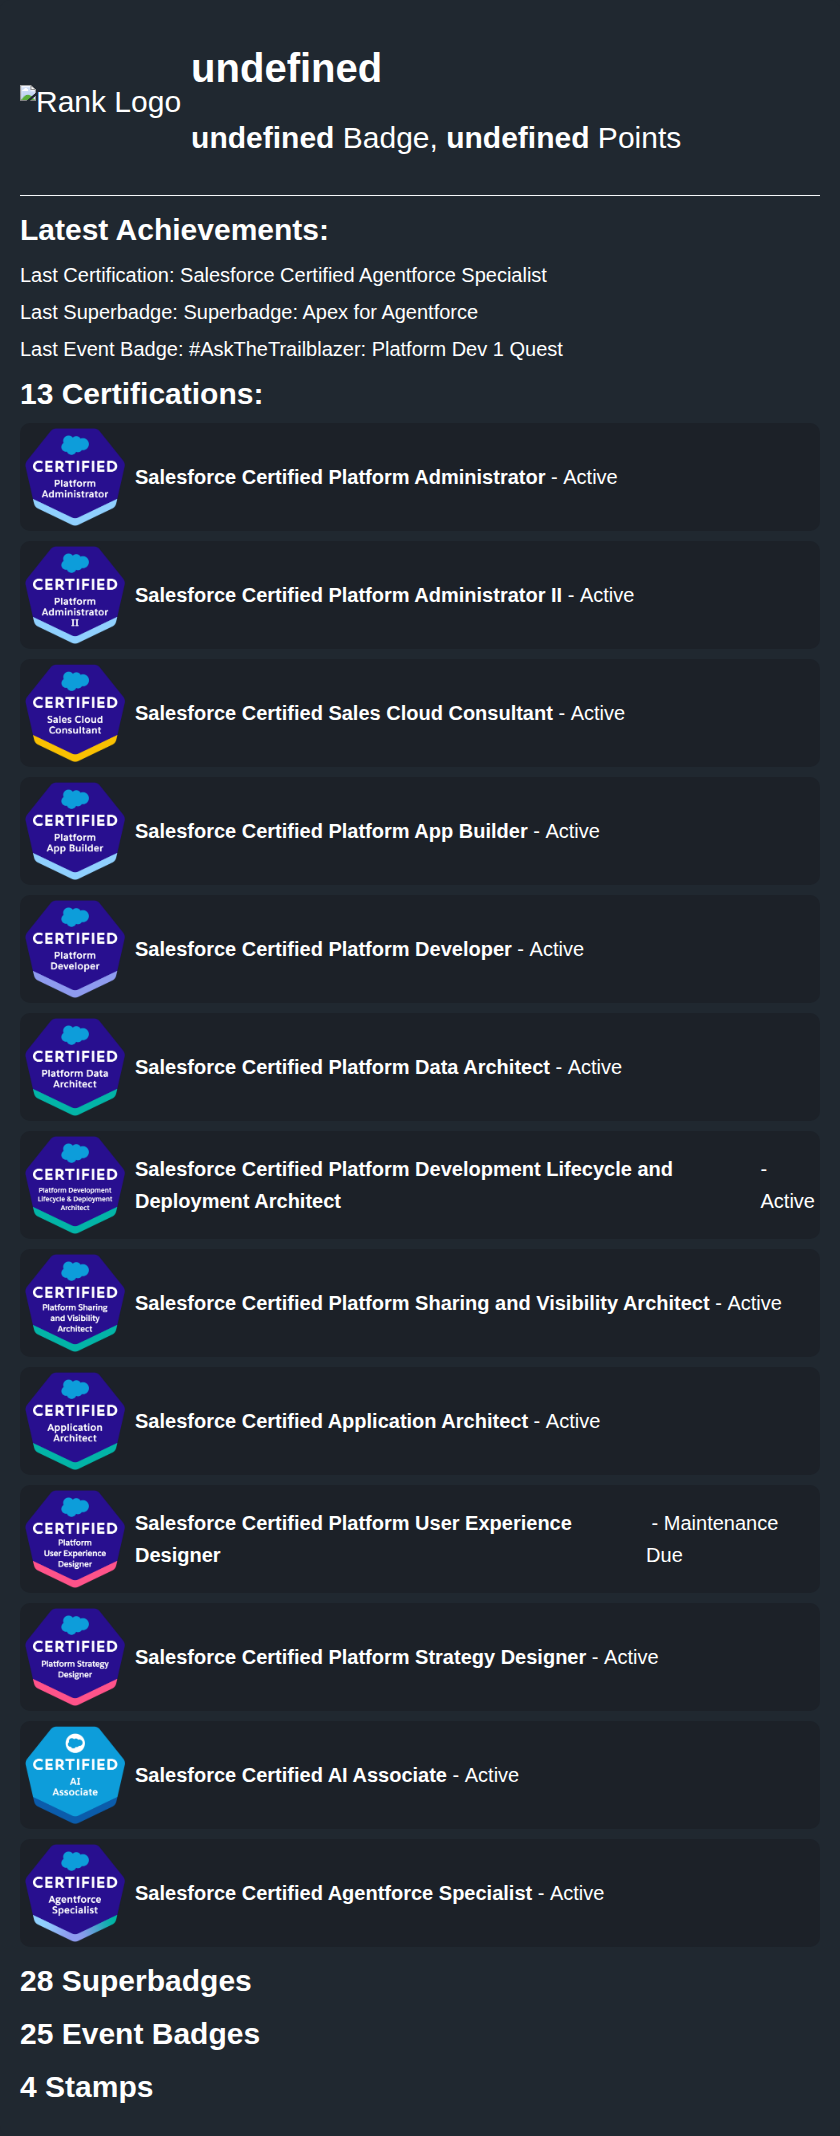 Rank Logo
undefined
undefined Badge, undefined Points
Latest Achievements:
Last Certification: Salesforce Certified Agentforce Specialist
Last Superbadge: Superbadge: Apex for Agentforce
Last Event Badge: #AskTheTrailblazer: Platform Dev 1 Quest
13 Certifications:
CERTIFIED
Platform
Administrator
Salesforce Certified Platform Administrator - Active
CERTIFIED
Platform
Administrator
II
Salesforce Certified Platform Administrator II - Active
CERTIFIED
Sales Cloud
Consultant
Salesforce Certified Sales Cloud Consultant - Active
CERTIFIED
Platform
App Builder
Salesforce Certified Platform App Builder - Active
CERTIFIED
Platform
Developer
Salesforce Certified Platform Developer - Active
CERTIFIED
Platform Data
Architect
Salesforce Certified Platform Data Architect - Active
CERTIFIED
Platform Development
Lifecycle & Deployment
Architect
Salesforce Certified Platform Development Lifecycle and
Deployment Architect
-
Active
CERTIFIED
Platform Sharing
and Visibility
Architect
Salesforce Certified Platform Sharing and Visibility Architect - Active
CERTIFIED
Application
Architect
Salesforce Certified Application Architect - Active
CERTIFIED
Platform
User Experience
Designer
Salesforce Certified Platform User Experience
Designer
- Maintenance
Due
CERTIFIED
Platform Strategy
Designer
Salesforce Certified Platform Strategy Designer - Active
CERTIFIED
AI
Associate
Salesforce Certified AI Associate - Active
CERTIFIED
Agentforce
Specialist
Salesforce Certified Agentforce Specialist - Active
28 Superbadges
25 Event Badges
4 Stamps